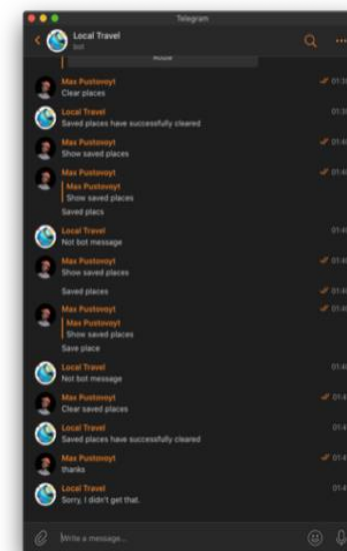 Telegram
Local Travel
bot
Max Pustovoyt
Clear places
Local Travel
Saved places have successfully cleared
Max Pustovoyt
Show saved places
Max Pustovoyt
Max Pustovoyt
Show saved places
Saved placs
Local Travel
Not bot message
Max Pustovoyt
Show saved places
Saved places
Max Pustovoyt
Max Pustovoyt
Show saved places
Save place
Local Travel
Not bot message
Max Pustovoyt
Clear saved places
Local Travel
Saved places have successfully cleared
Max Pustovoyt
thanks
Local Travel
Sorry, I didn't get that.
Write a message...